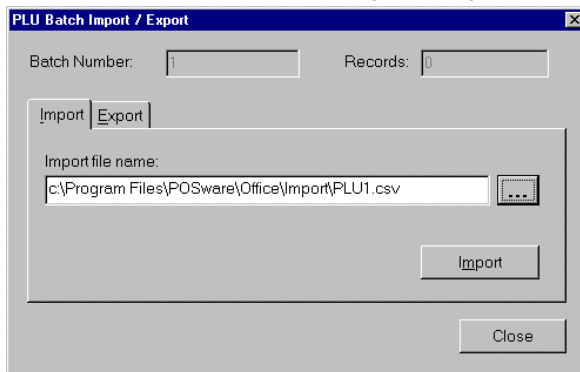 PLU Batch Import / Export
Batch Number: 1 Records: 0
Import Export
Import file name:
c:\Program Files\POSware\Office\Import\PLU1.csv ...
Import
Close